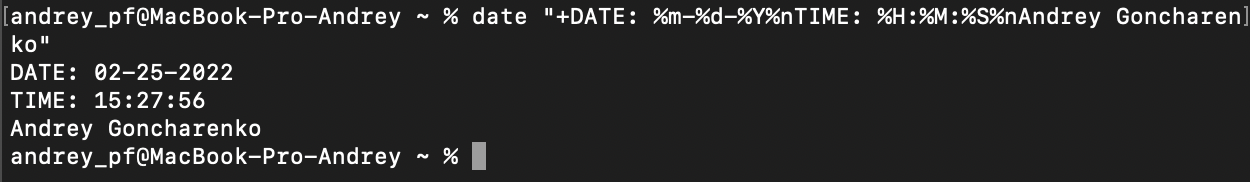 [andrey_pf@MacBook-Pro-Andrey ~ % date "+DATE: %m-%d-%Y%nTIME: %H:%M:%S%nAndrey Goncharen]
ko"
DATE: 02-25-2022
TIME: 15:27:56
Andrey Goncharenko
andrey_pf@MacBook-Pro-Andrey ~ %